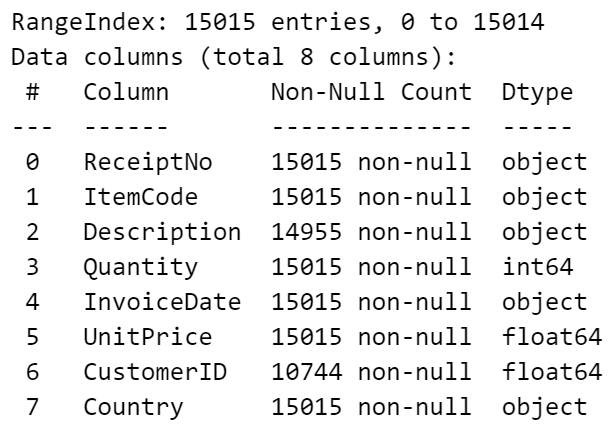 RangeIndex: 15015 entries, 0 to 15014
Data columns (total 8 columns):
 #   Column       Non-Null Count  Dtype
---  ------       --------------  -----
 0   ReceiptNo    15015 non-null  object
 1   ItemCode     15015 non-null  object
 2   Description  14955 non-null  object
 3   Quantity     15015 non-null  int64
 4   InvoiceDate  15015 non-null  object
 5   UnitPrice    15015 non-null  float64
 6   CustomerID   10744 non-null  float64
 7   Country      15015 non-null  object